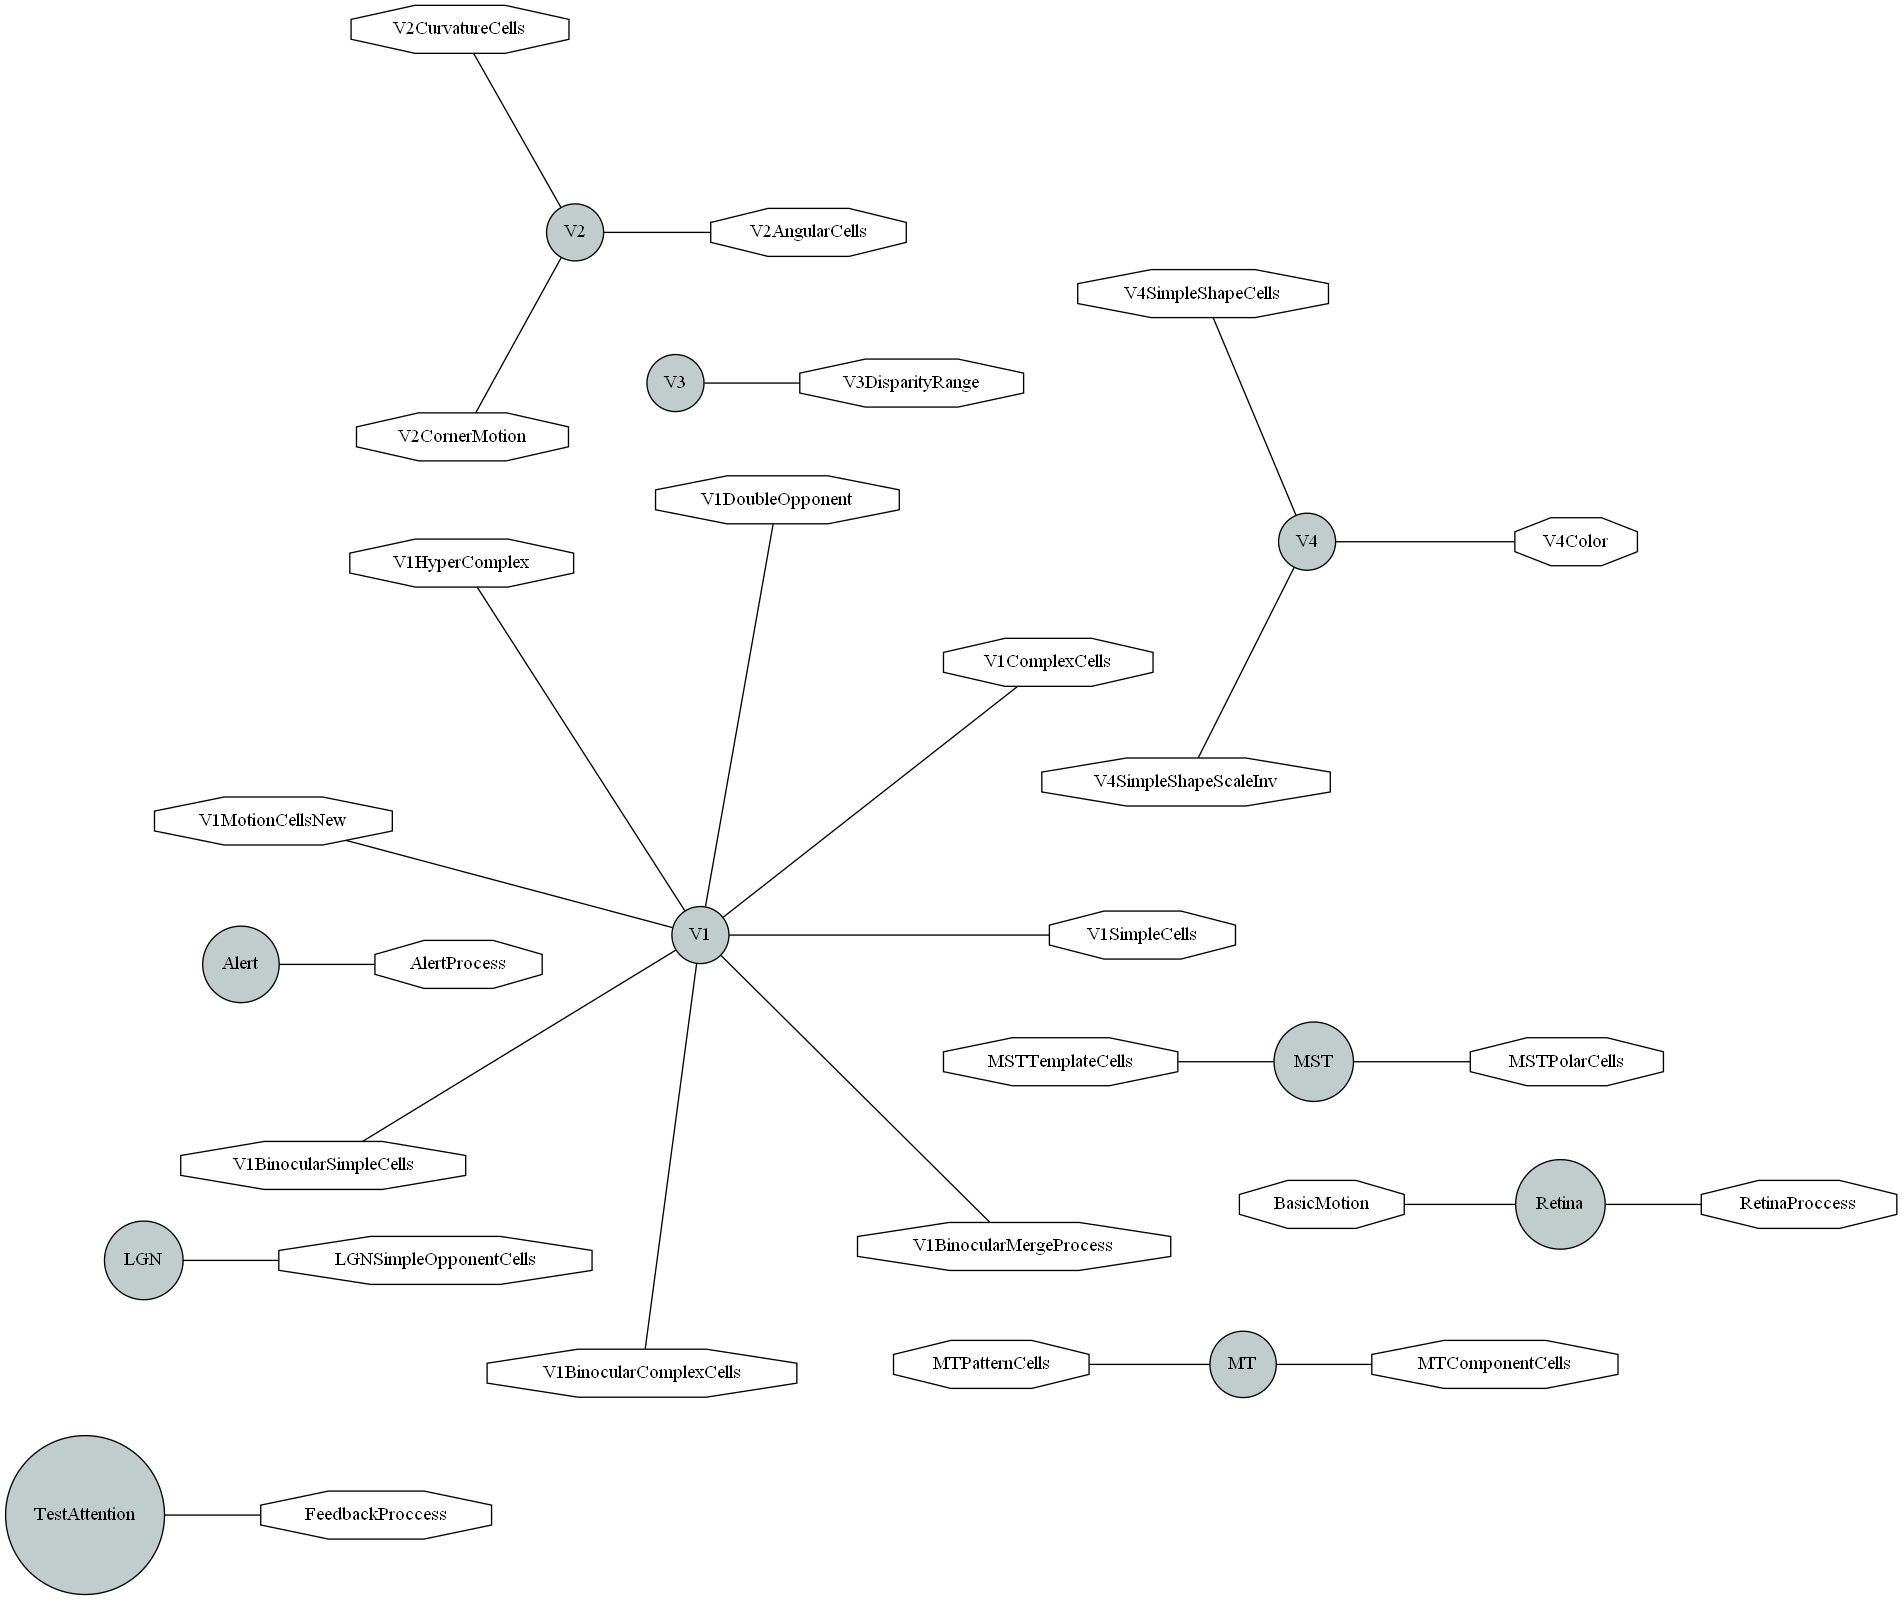 V2CurvatureCells
V2
V2AngularCells
V4SimpleShapeCells
V3
V3DisparityRange
V2CornerMotion
V1DoubleOpponent
V4
V4Color
V1HyperComplex
V1ComplexCells
V4SimpleShapeScaleInv
V1MotionCellsNew
V1
V1SimpleCells
Alert
AlertProcess
MSTTemplateCells
MST
MSTPolarCells
V1BinocularSimpleCells
BasicMotion
Retina
RetinaProccess
V1BinocularMergeProcess
LGN
LGNSimpleOpponentCells
MTPatternCells
MT
MTComponentCells
V1BinocularComplexCells
TestAttention
FeedbackProccess